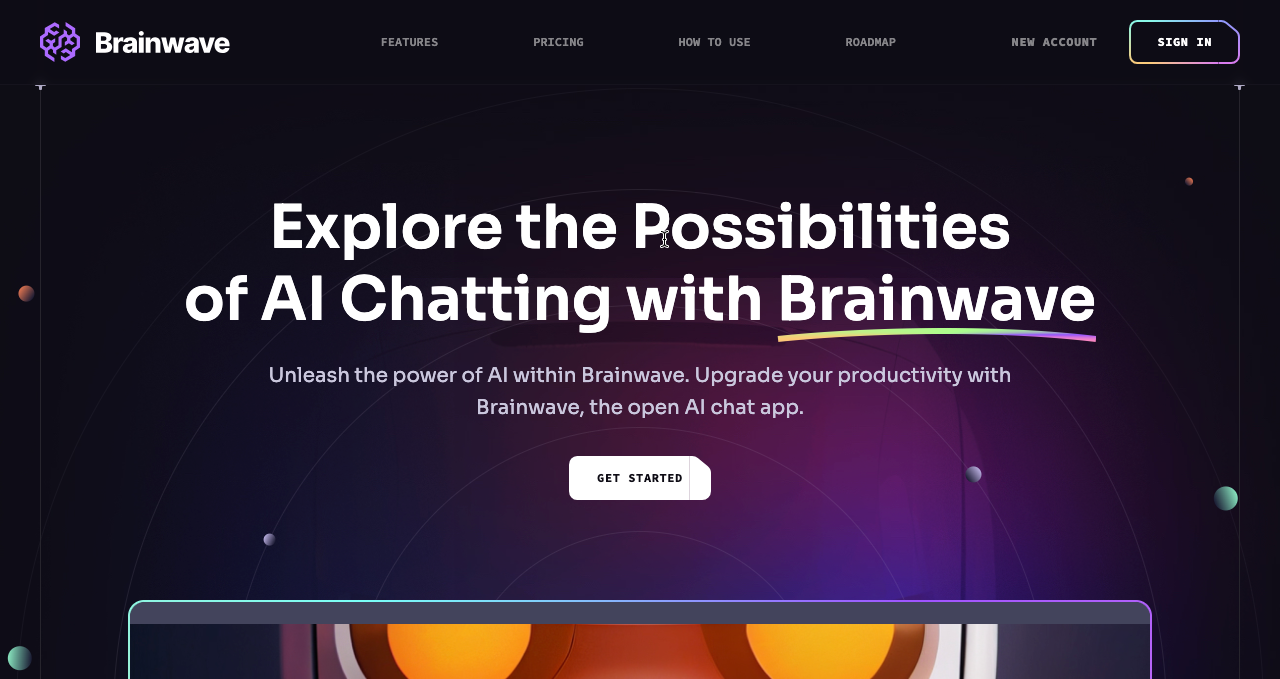 Brainwave
FEATURES
PRICING
HOW TO USE
ROADMAP
NEW ACCOUNT
SIGN IN
Explore the Possibilities
of AI Chatting with Brainwave
Unleash the power of AI within Brainwave. Upgrade your productivity with
Brainwave, the open AI chat app.
GET STARTED